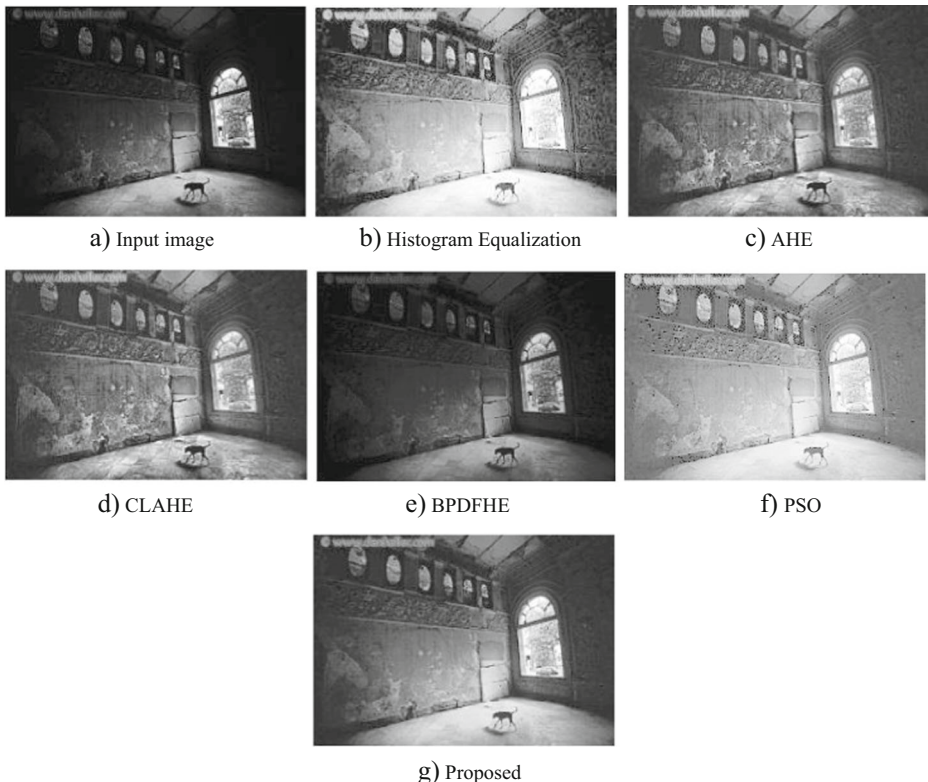 a) Input image
b) Histogram Equalization
c) AHE
d) CLAHE
e) BPDFHE
f) PSO
g) Proposed